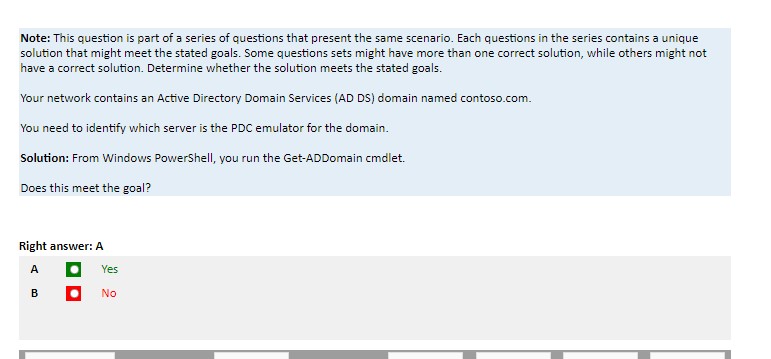 Note: This question is part of a series of questions that present the same scenario. Each questions in the series contains a unique
solution that might meet the stated goals. Some questions sets might have more than one correct solution, while others might not
have a correct solution. Determine whether the solution meets the stated goals.
Your network contains an Active Directory Domain Services (AD DS) domain named contoso.com.
You need to identify which server is the PDC emulator for the domain.
Solution: From Windows PowerShell, you run the Get-ADDomain cmdlet.
Does this meet the goal?
Right answer: A
A Yes
B No